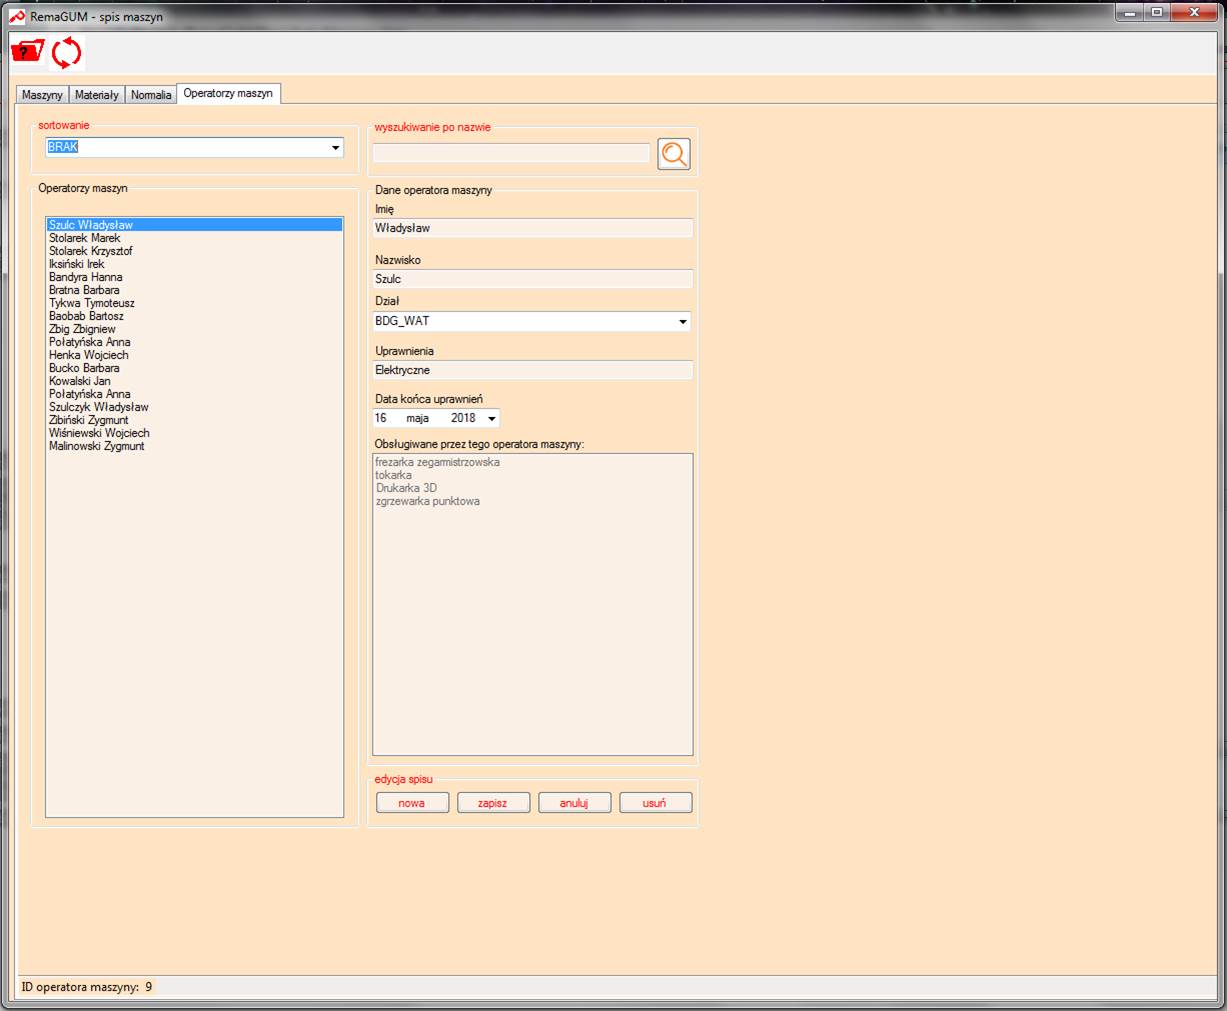 RemaGUM - spis maszyn
?
Maszyny
Materiały
Normalia
Operatorzy maszyn
sortowanie
BRAK
Operatorzy maszyn
Szulc Władysław
Stolarek Marek
Stolarek Krzysztof
Iksiński Irek
Bandyra Hanna
Bratna Barbara
Tykwa Tymoteusz
Baobab Bartosz
Zbig Zbigniew
Połatyńska Anna
Henka Wojciech
Bucko Barbara
Kowalski Jan
Połatyńska Anna
Szulczyk Władysław
Zibiński Zygmunt
Wiśniewski Wojciech
Malinowski Zygmunt
wyszukiwanie po nazwie
Dane operatora maszyny
Imię
Władysław
Nazwisko
Szulc
Dział
BDG_WAT
Uprawnienia
Elektryczne
Data końca uprawnień
16 maja 2018
Obsługiwane przez tego operatora maszyny:
frezarka zegarmistrzowska
tokarka
Drukarka 3D
zgrzewarka punktowa
edycja spisu
nowa
zapisz
anuluj
usuń
ID operatora maszyny: 9